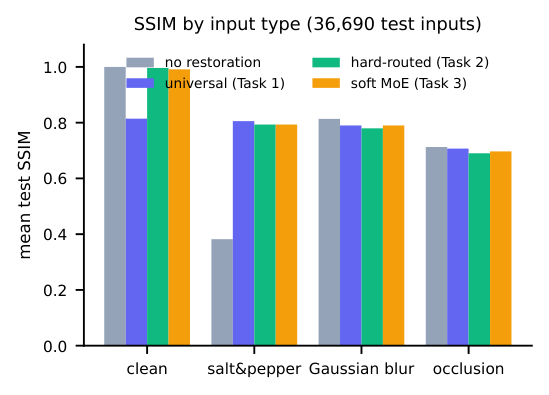 SSIM by input type (36,690 test inputs)
no restoration
universal (Task 1)
hard-routed (Task 2)
soft MoE (Task 3)
mean test SSIM
1.0
0.8
0.6
0.4
0.2
0.0
clean
salt&pepper
Gaussian blur
occlusion